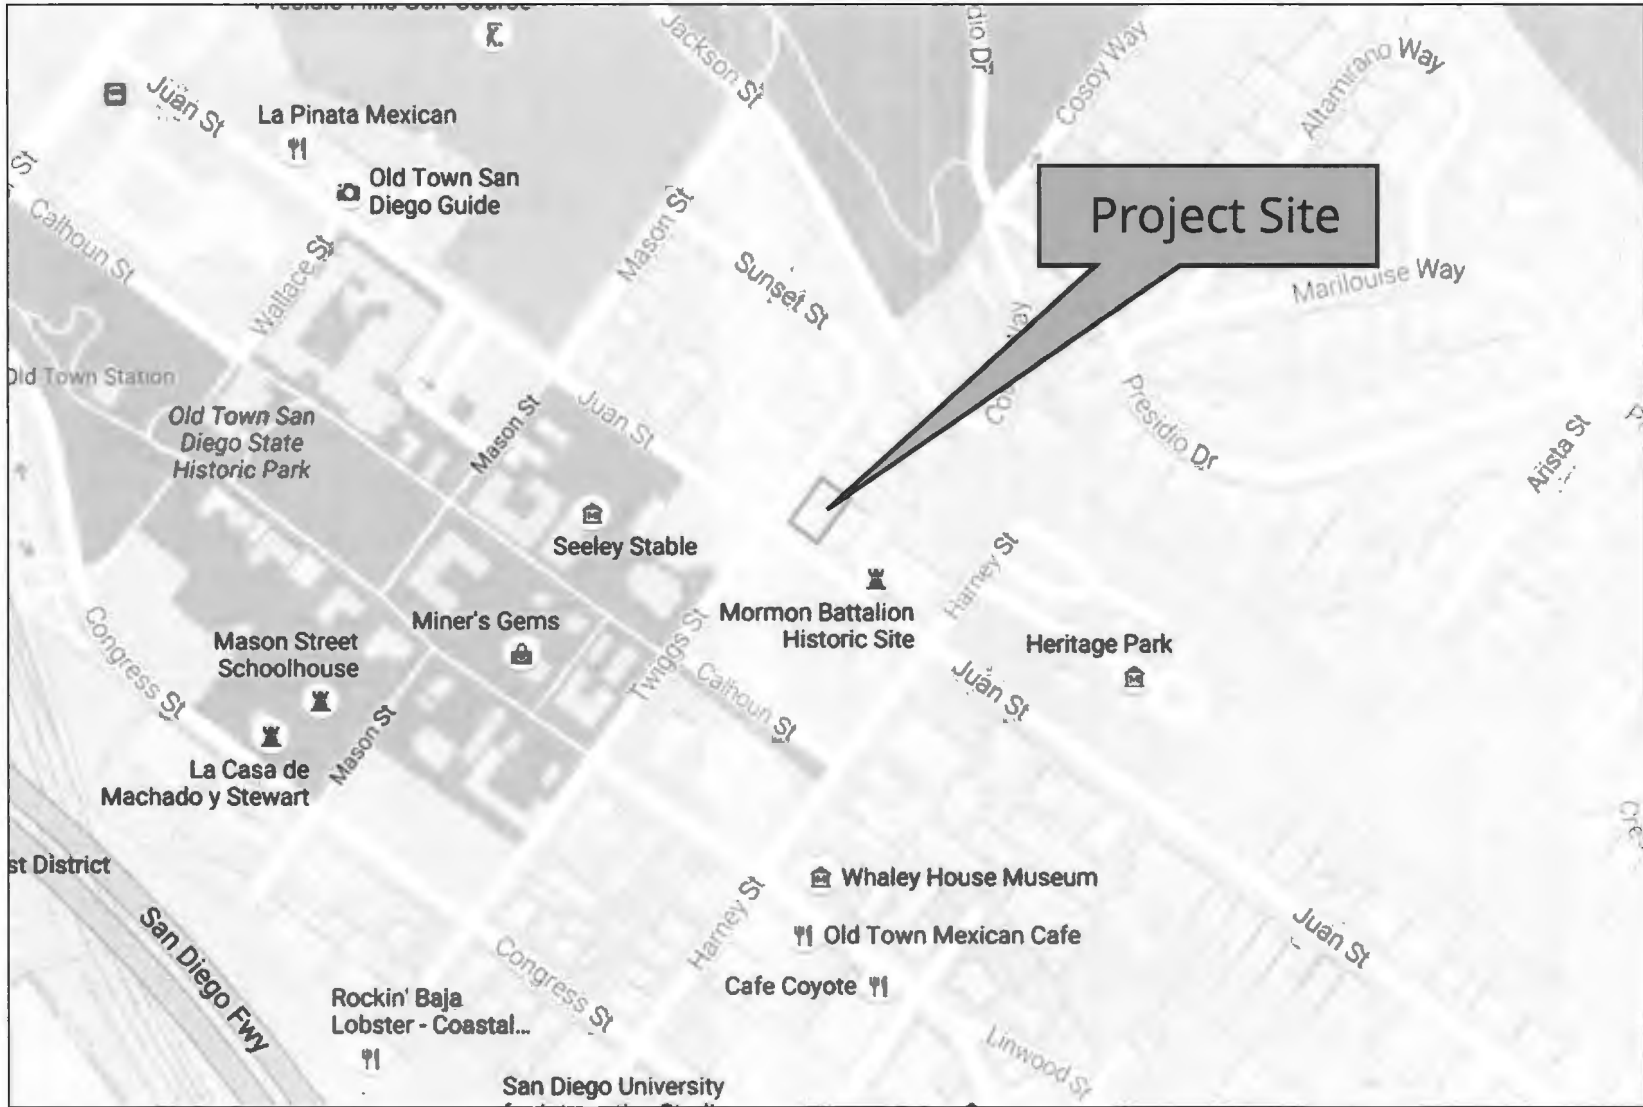 Jackson St
dio Dr
Cosoy Way
Altamirano Way
Juan St
La Pinata Mexican
Old Town San
Diego Guide
St
Calhoun St
Wallace St
Mason St
Sunset St
Project Site
Marilouise Way
Old Town Station
Old Town San
Diego State
Historic Park
Mason St
Juan St
Presidio Dr
Arista St
Seeley Stable
Harney St
Mormon Battalion
Historic Site
Heritage Park
Miner's Gems
Mason Street
Schoolhouse
Congress St
Twiggs St
Calhoun St
Juan St
Mason St
La Casa de
Machado y Stewart
st District
San Diego Fwy
Whaley House Museum
Old Town Mexican Cafe
Cafe Coyote
Harney St
Congress St
Juan St
Rockin' Baja
Lobster - Coastal...
Linwood St
San Diego University